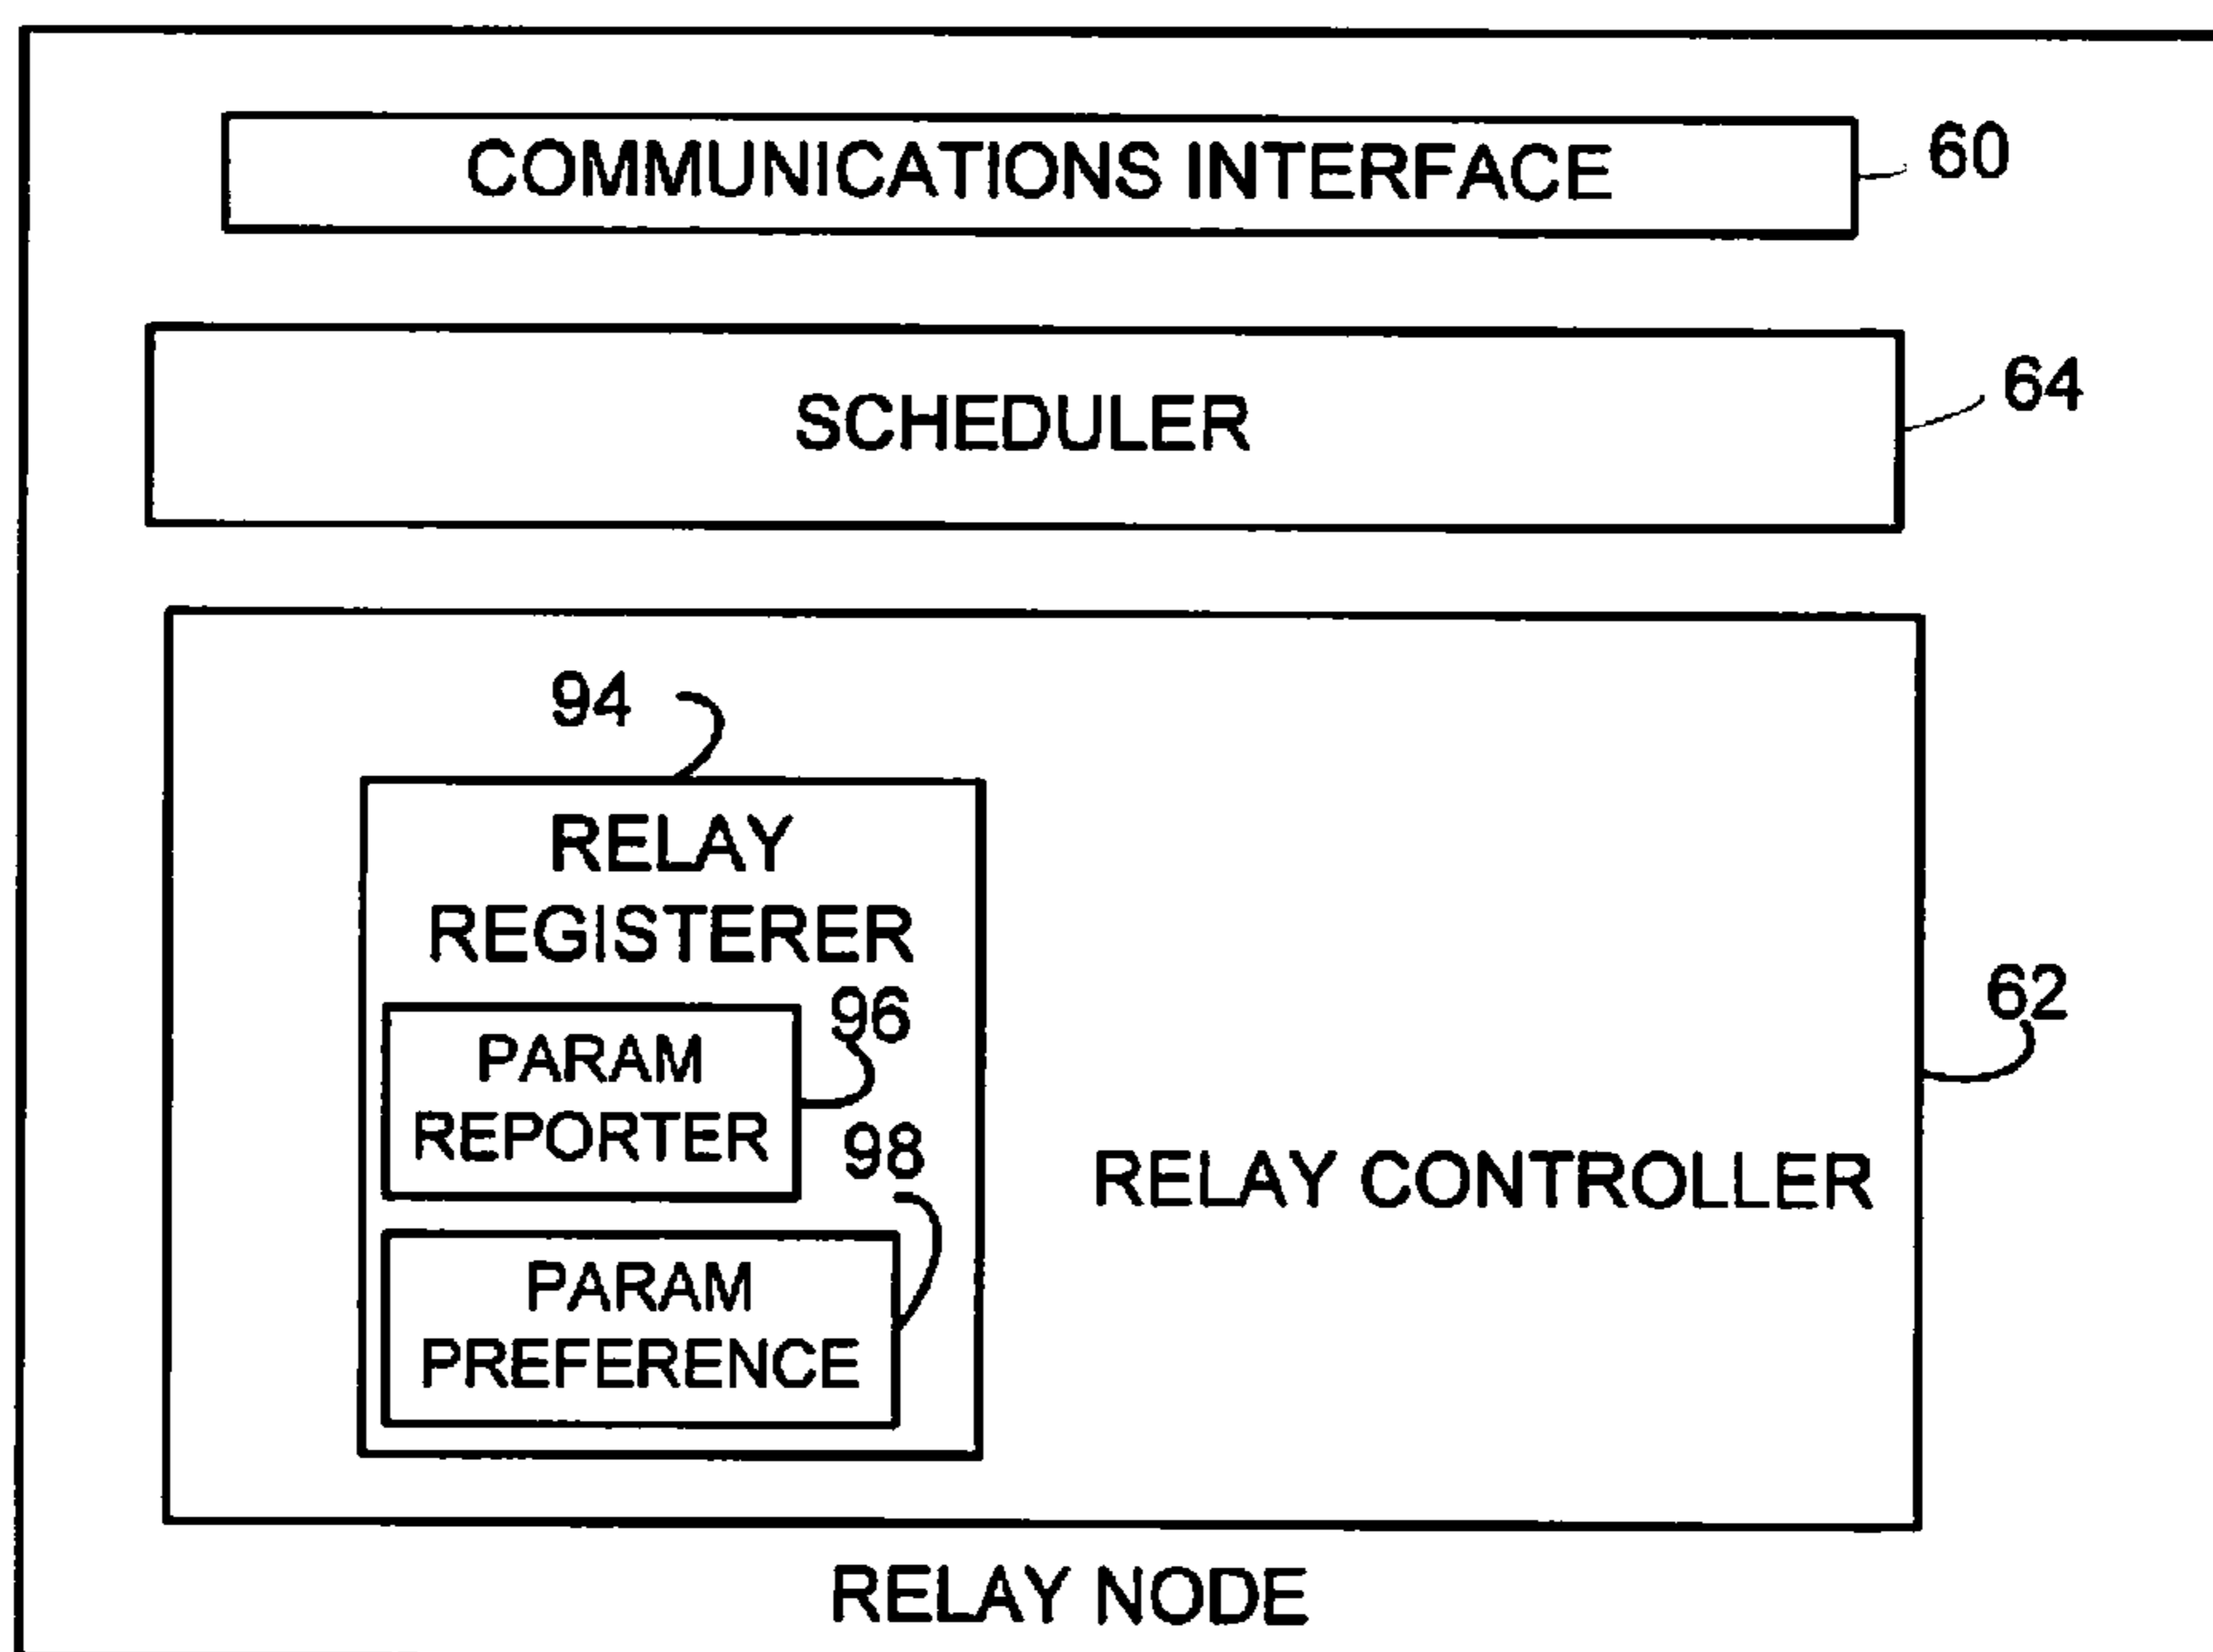 COMMUNICATIONS INTERFACE
60
SCHEDULER
64
94
RELAY
REGISTERER
96
PARAM
REPORTER
98
PARAM
PREFERENCE
RELAY CONTROLLER
62
RELAY NODE